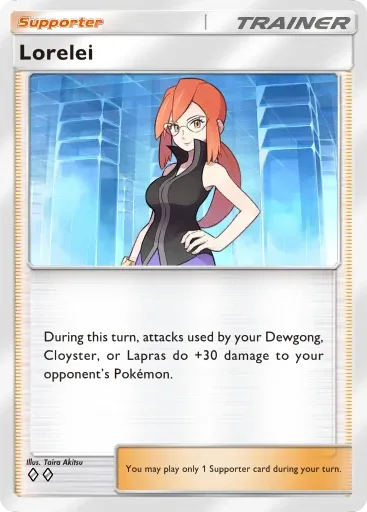 Supporter
TRAINER
Lorelei
During this turn, attacks used by your Dewgong,
Cloyster, or Lapras do +30 damage to your
opponent's Pokémon.
Illus. Taira Akitsu
You may play only 1 Supporter card during your turn.